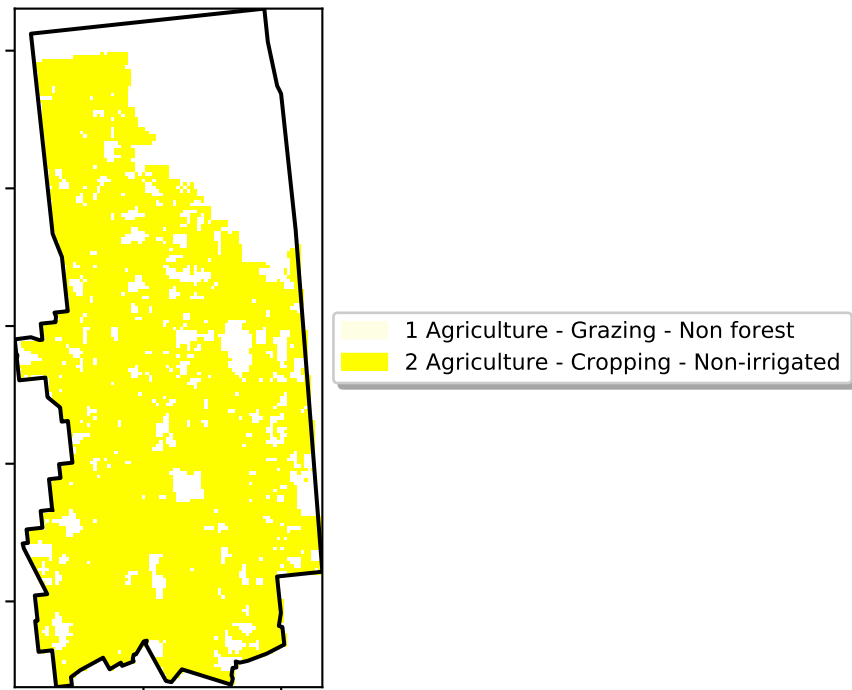 1 Agriculture - Grazing - Non forest
2 Agriculture - Cropping - Non-irrigated